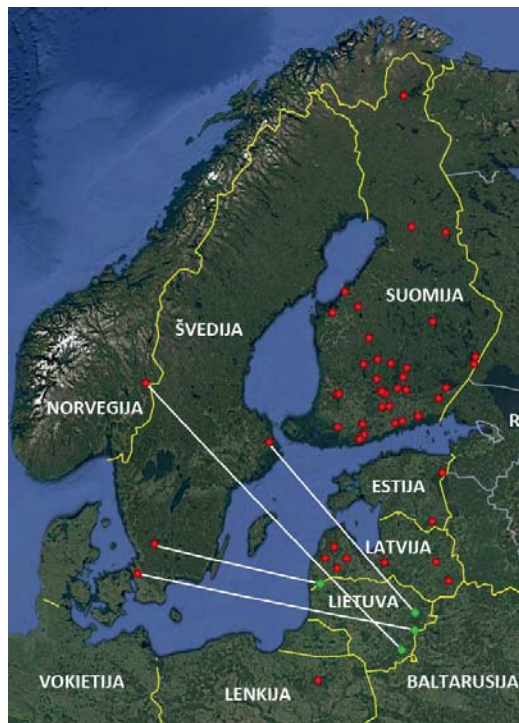 SUOMIJA
ŠVEDIJA
NORVEGIJA
R
ESTIJA
LATVIJA
LIETUVA
BALTARUSIJA
VOKIETIJA
LENKIJA